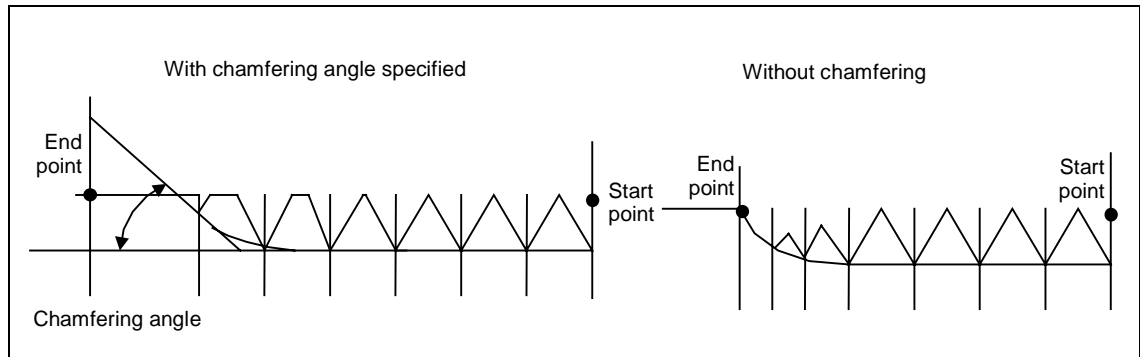 With chamfering angle specified
Without chamfering
End
point
Start
point
End
point
Start
point
Chamfering angle